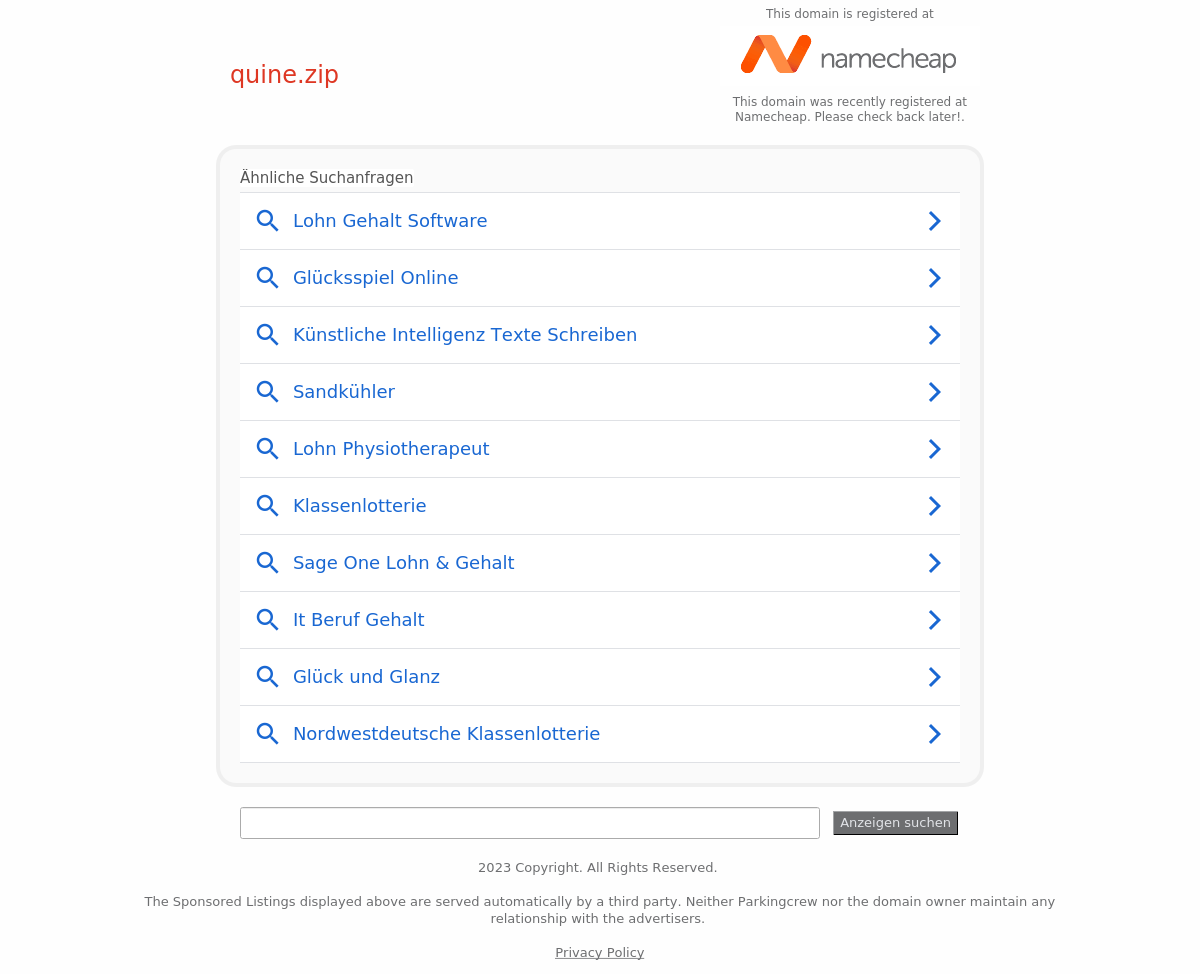 This domain is registered at
namecheap
quine.zip
This domain was recently registered at
Namecheap. Please check back later!.
Ähnliche Suchanfragen
Lohn Gehalt Software
Glücksspiel Online
Künstliche Intelligenz Texte Schreiben
Sandkühler
Lohn Physiotherapeut
Klassenlotterie
Sage One Lohn & Gehalt
It Beruf Gehalt
Glück und Glanz
Nordwestdeutsche Klassenlotterie
Anzeigen suchen
2023 Copyright. All Rights Reserved.
The Sponsored Listings displayed above are served automatically by a third party. Neither Parkingcrew nor the domain owner maintain any
relationship with the advertisers.
Privacy Policy